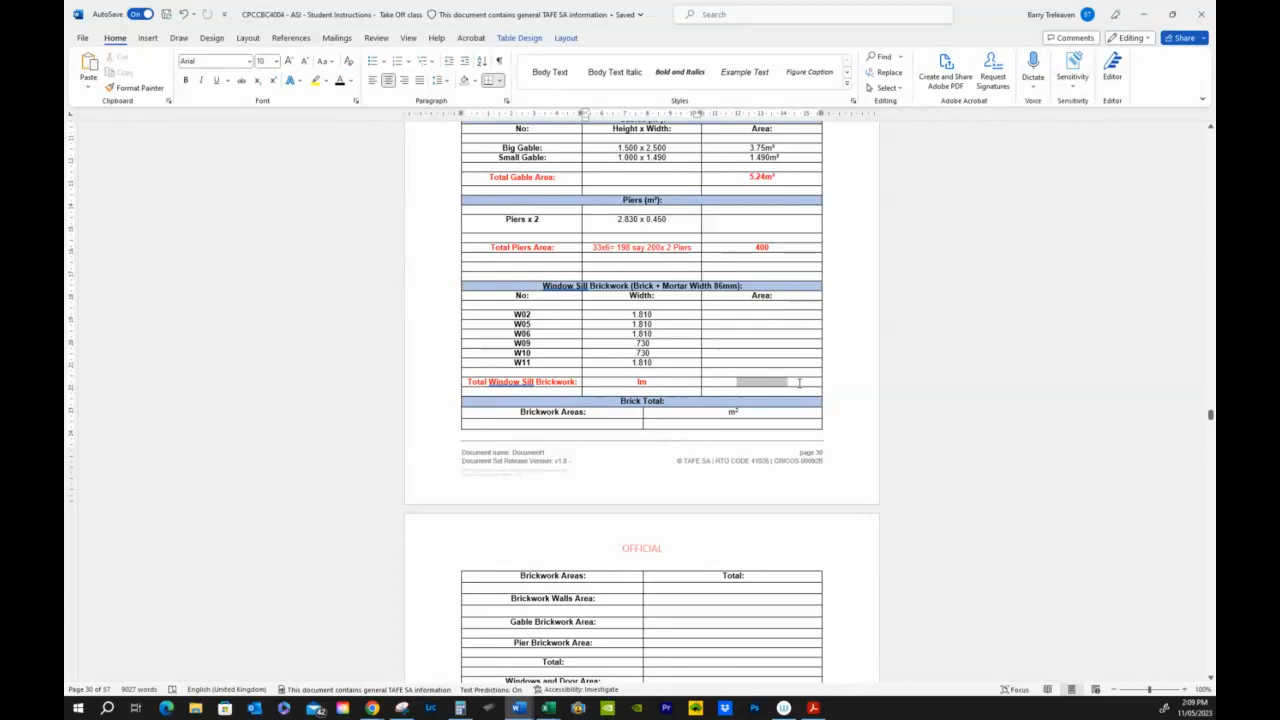 AutoSave On CPCCBC4004 - ASI - Student Instructions - Take Off class This document contains general TAFE SA information • Saved Search Barry Treleaven BT
File Home Insert Draw Design Layout References Mailings Review View Help Acrobat Table Design Layout Comments Editing Share
Paste Cut Copy Format Painter Arial 10 Body Text Body Text Italic Bold and Italics Example Text Figure Caption Find Replace Select Create and Share Adobe PDF Request Signatures Dictate Sensitivity Editor
Clipboard Font Paragraph Styles Editing Adobe Acrobat Voice Sensitivity Editor
No: Height x Width: Area:
Big Gable: 1.500 x 2.500 3.75m²
Small Gable: 1.000 x 1.490 1.490m²
Total Gable Area: 5.24m²
Piers (m²):
Piers x 2 2.830 x 0.450
Total Piers Area: 33x6= 198 say 200x 2 Piers 400
Window Sill Brickwork (Brick + Mortar Width 86mm):
No: Width: Area:
W02 1.810
W05 1.810
W06 1.810
W09 .730
W10 .730
W11 1.810
Total Window Sill Brickwork: lm
Brick Total:
Brickwork Areas: m²
Document name: Document1 page 30
Document Set Release Version: v1.0 - © TAFE SA | RTO CODE 41026 | CRICOS 00092B
OFFICIAL
Brickwork Areas: Total:
Brickwork Walls Area:
Gable Brickwork Area:
Pier Brickwork Area:
Total:
Windows and Door Area:
Page 30 of 57 9027 words English (United Kingdom) This document contains general TAFE SA information Text Predictions: On Accessibility: Investigate Focus 100%
2:09 PM
11/05/2023